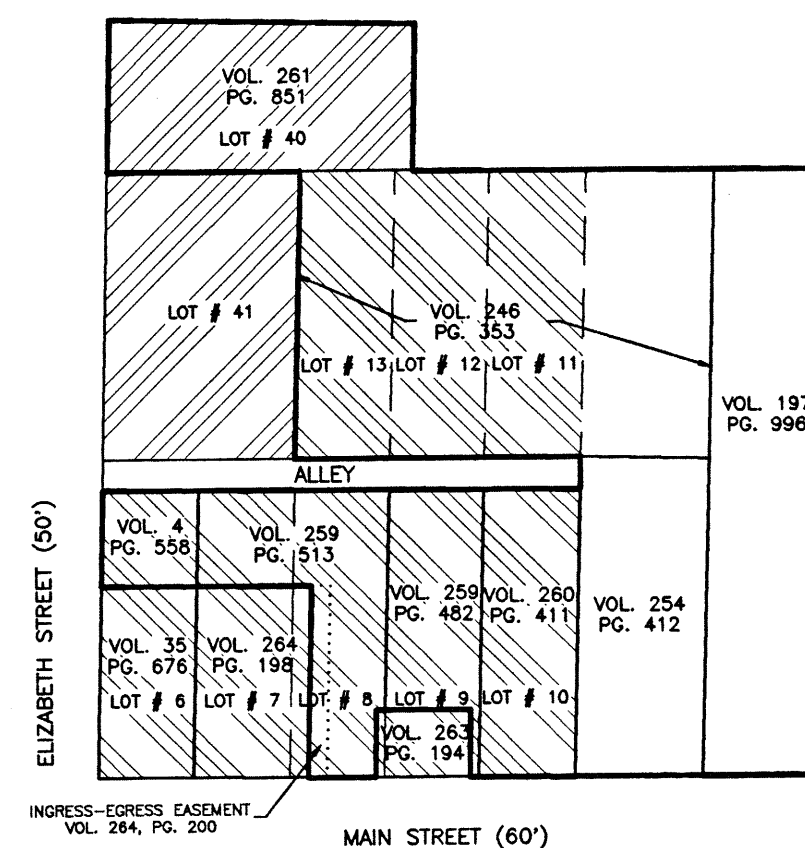 VOL. 261
PG. 851
LOT # 40
LOT # 41
VOL. 246
PG. 353
LOT # 13
LOT # 12
LOT # 11
VOL. 197
PG. 996
ALLEY
VOL. 4
PG. 558
VOL. 259
PG. 513
VOL. 259
PG. 482
VOL. 260
PG. 411
VOL. 254
PG. 412
VOL. 35
PG. 676
LOT # 6
VOL. 264
PG. 198
LOT # 7
LOT # 8
LOT # 9
LOT # 10
VOL. 263
PG. 194
ELIZABETH STREET (50')
INGRESS-EGRESS EASEMENT
VOL. 264, PG. 200
MAIN STREET (60')